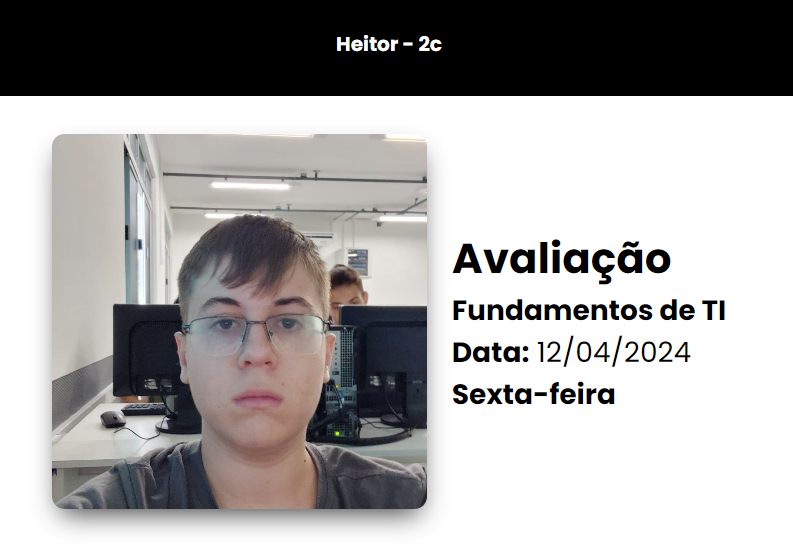 Heitor - 2c
Avaliação
Fundamentos de TI
Data: 12/04/2024
Sexta-feira